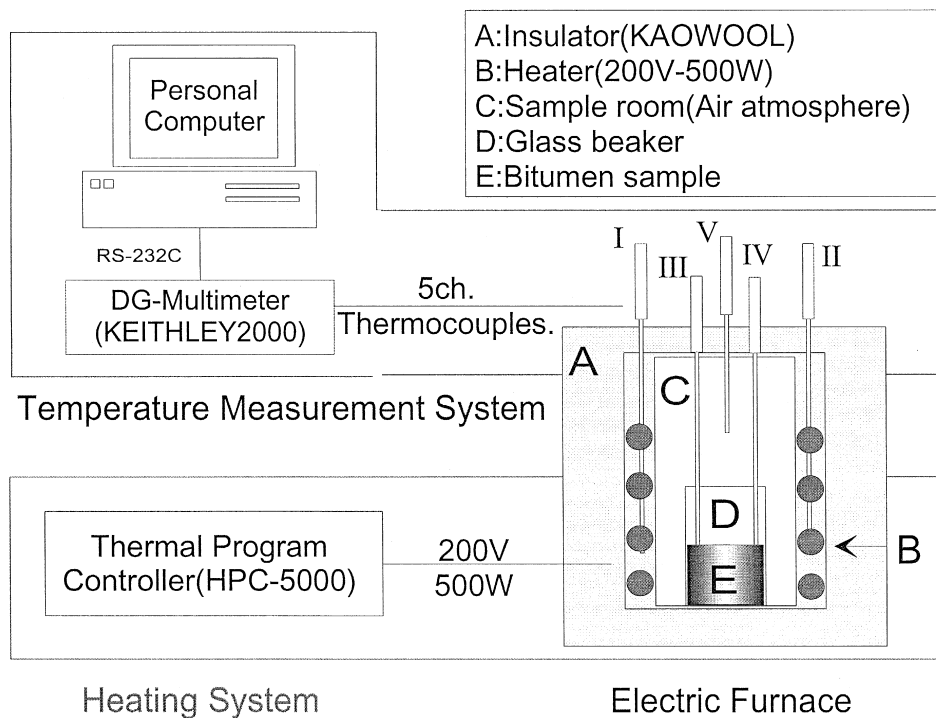 A:Insulator(KAOWOOL)
B:Heater(200V-500W)
C:Sample room(Air atmosphere)
D:Glass beaker
E:Bitumen sample
Personal
Computer
RS-232C
DG-Multimeter
(KEITHLEY2000)
5ch.
Thermocouples.
I
III
V
IV
II
A
C
D
E
B
Temperature Measurement System
Thermal Program
Controller(HPC-5000)
200V
500W
Heating System
Electric Furnace